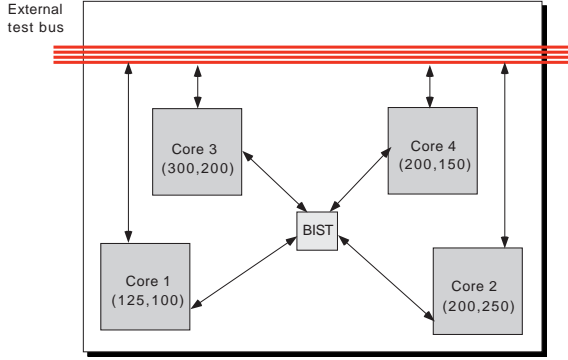 External
test bus
Core 3
(300,200)
Core 4
(200,150)
BIST
Core 1
(125,100)
Core 2
(200,250)